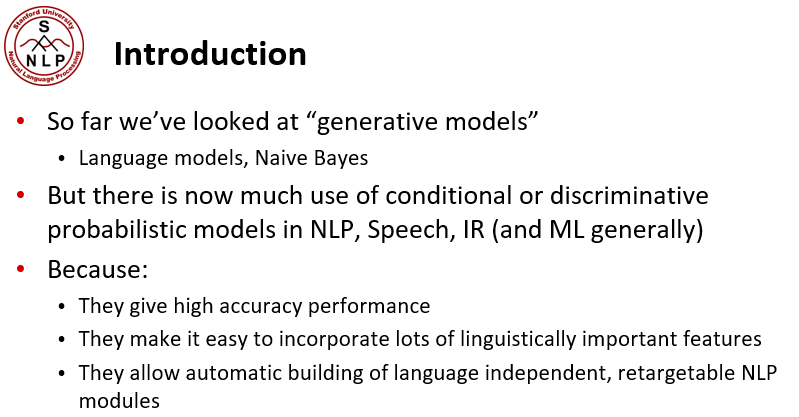 Stanford University
S
NLP
Natural Language Processing
Introduction
• So far we’ve looked at “generative models”
• Language models, Naive Bayes
• But there is now much use of conditional or discriminative
probabilistic models in NLP, Speech, IR (and ML generally)
• Because:
• They give high accuracy performance
• They make it easy to incorporate lots of linguistically important features
• They allow automatic building of language independent, retargetable NLP
modules